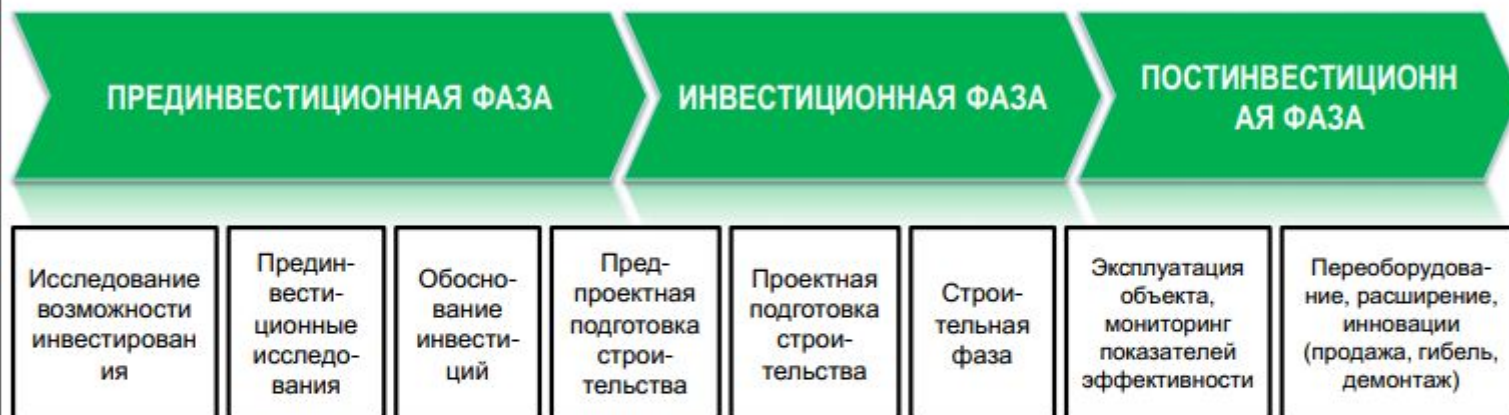 ПРЕДИНВЕСТИЦИОННАЯ ФАЗА
ИНВЕСТИЦИОННАЯ ФАЗА
ПОСТИНВЕСТИЦИОНН
АЯ ФАЗА
Исследование
возможности
инвестирован
ия
Предин-
вести-
ционные
исследо-
вания
Обосно-
вание
инвести-
ций
Пред-
проектная
подготовка
строи-
тельства
Проектная
подготовка
строи-
тельства
Строи-
тельная
фаза
Эксплуатация
объекта,
мониторинг
показателей
эффективности
Переоборудова-
ние, расширение,
инновации
(продажа, гибель,
демонтаж)